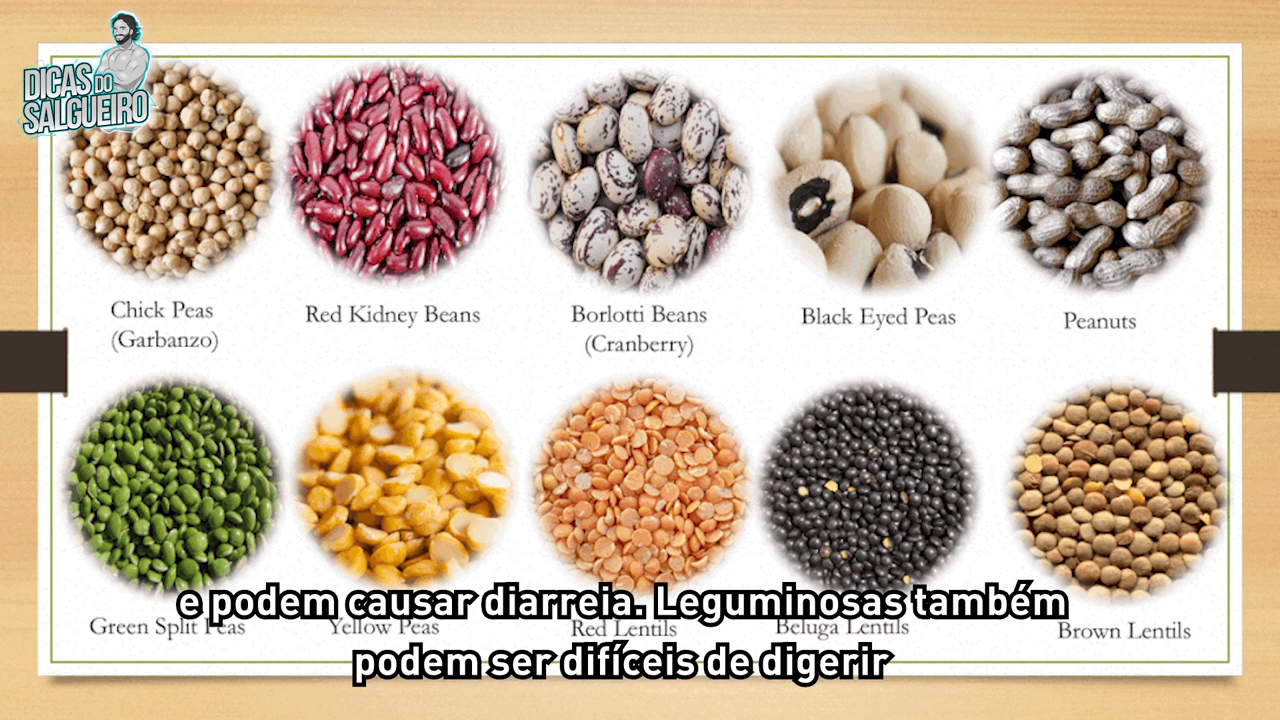 DICAS DO
SALGUEIRO
Chick Peas
(Garbanzo)
Red Kidney Beans
Borlotti Beans
(Cranberry)
Black Eyed Peas
Peanuts
Green Split Peas
Yellow Peas
Red Lentils
Beluga Lentils
Brown Lentils
e podem causar diarreia. Leguminosas também
podem ser difíceis de digerir